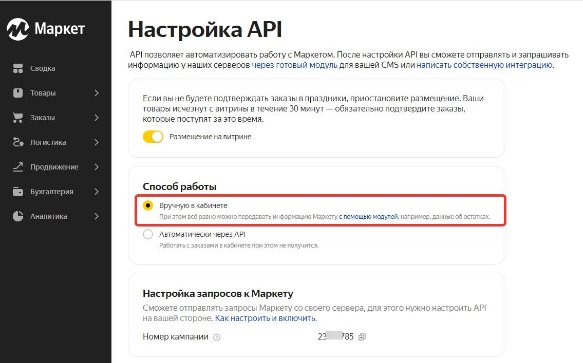 Маркет
Настройка API
API позволяет автоматизировать работу с Маркетом. После настройки API вы сможете отправлять и запрашивать
информацию у наших серверов через готовый модуль для вашей CMS или написать собственную интеграцию.
Сводка
Товары
Заказы
Логистика
Продвижение
Бухгалтерия
Аналитика
Если вы не будете подтверждать заказы в праздники, приостановите размещение. Ваши
товары исчезнут с витрины в течение 30 минут — обязательно подтвердите заказы,
которые поступят за это время.
Размещение на витрине
Способ работы
Вручную в кабинете
При этом всё равно можно передавать информацию Маркету с помощью модулей, например, данные об остатках.
Автоматически через API
Работать с заказами в кабинете при этом не получится.
Настройка запросов к Маркету
Сможете отправлять запросы Маркету со своего сервера, для этого нужно настроить API
на вашей стороне. Как настроить и включить.
Номер кампании
23 785